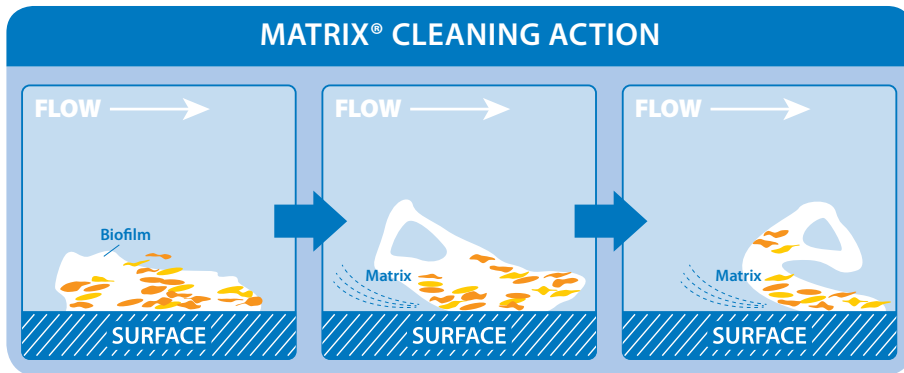 MATRIX® CLEANING ACTION
FLOW
Biofilm
SURFACE
FLOW
Matrix
SURFACE
FLOW
Matrix
SURFACE